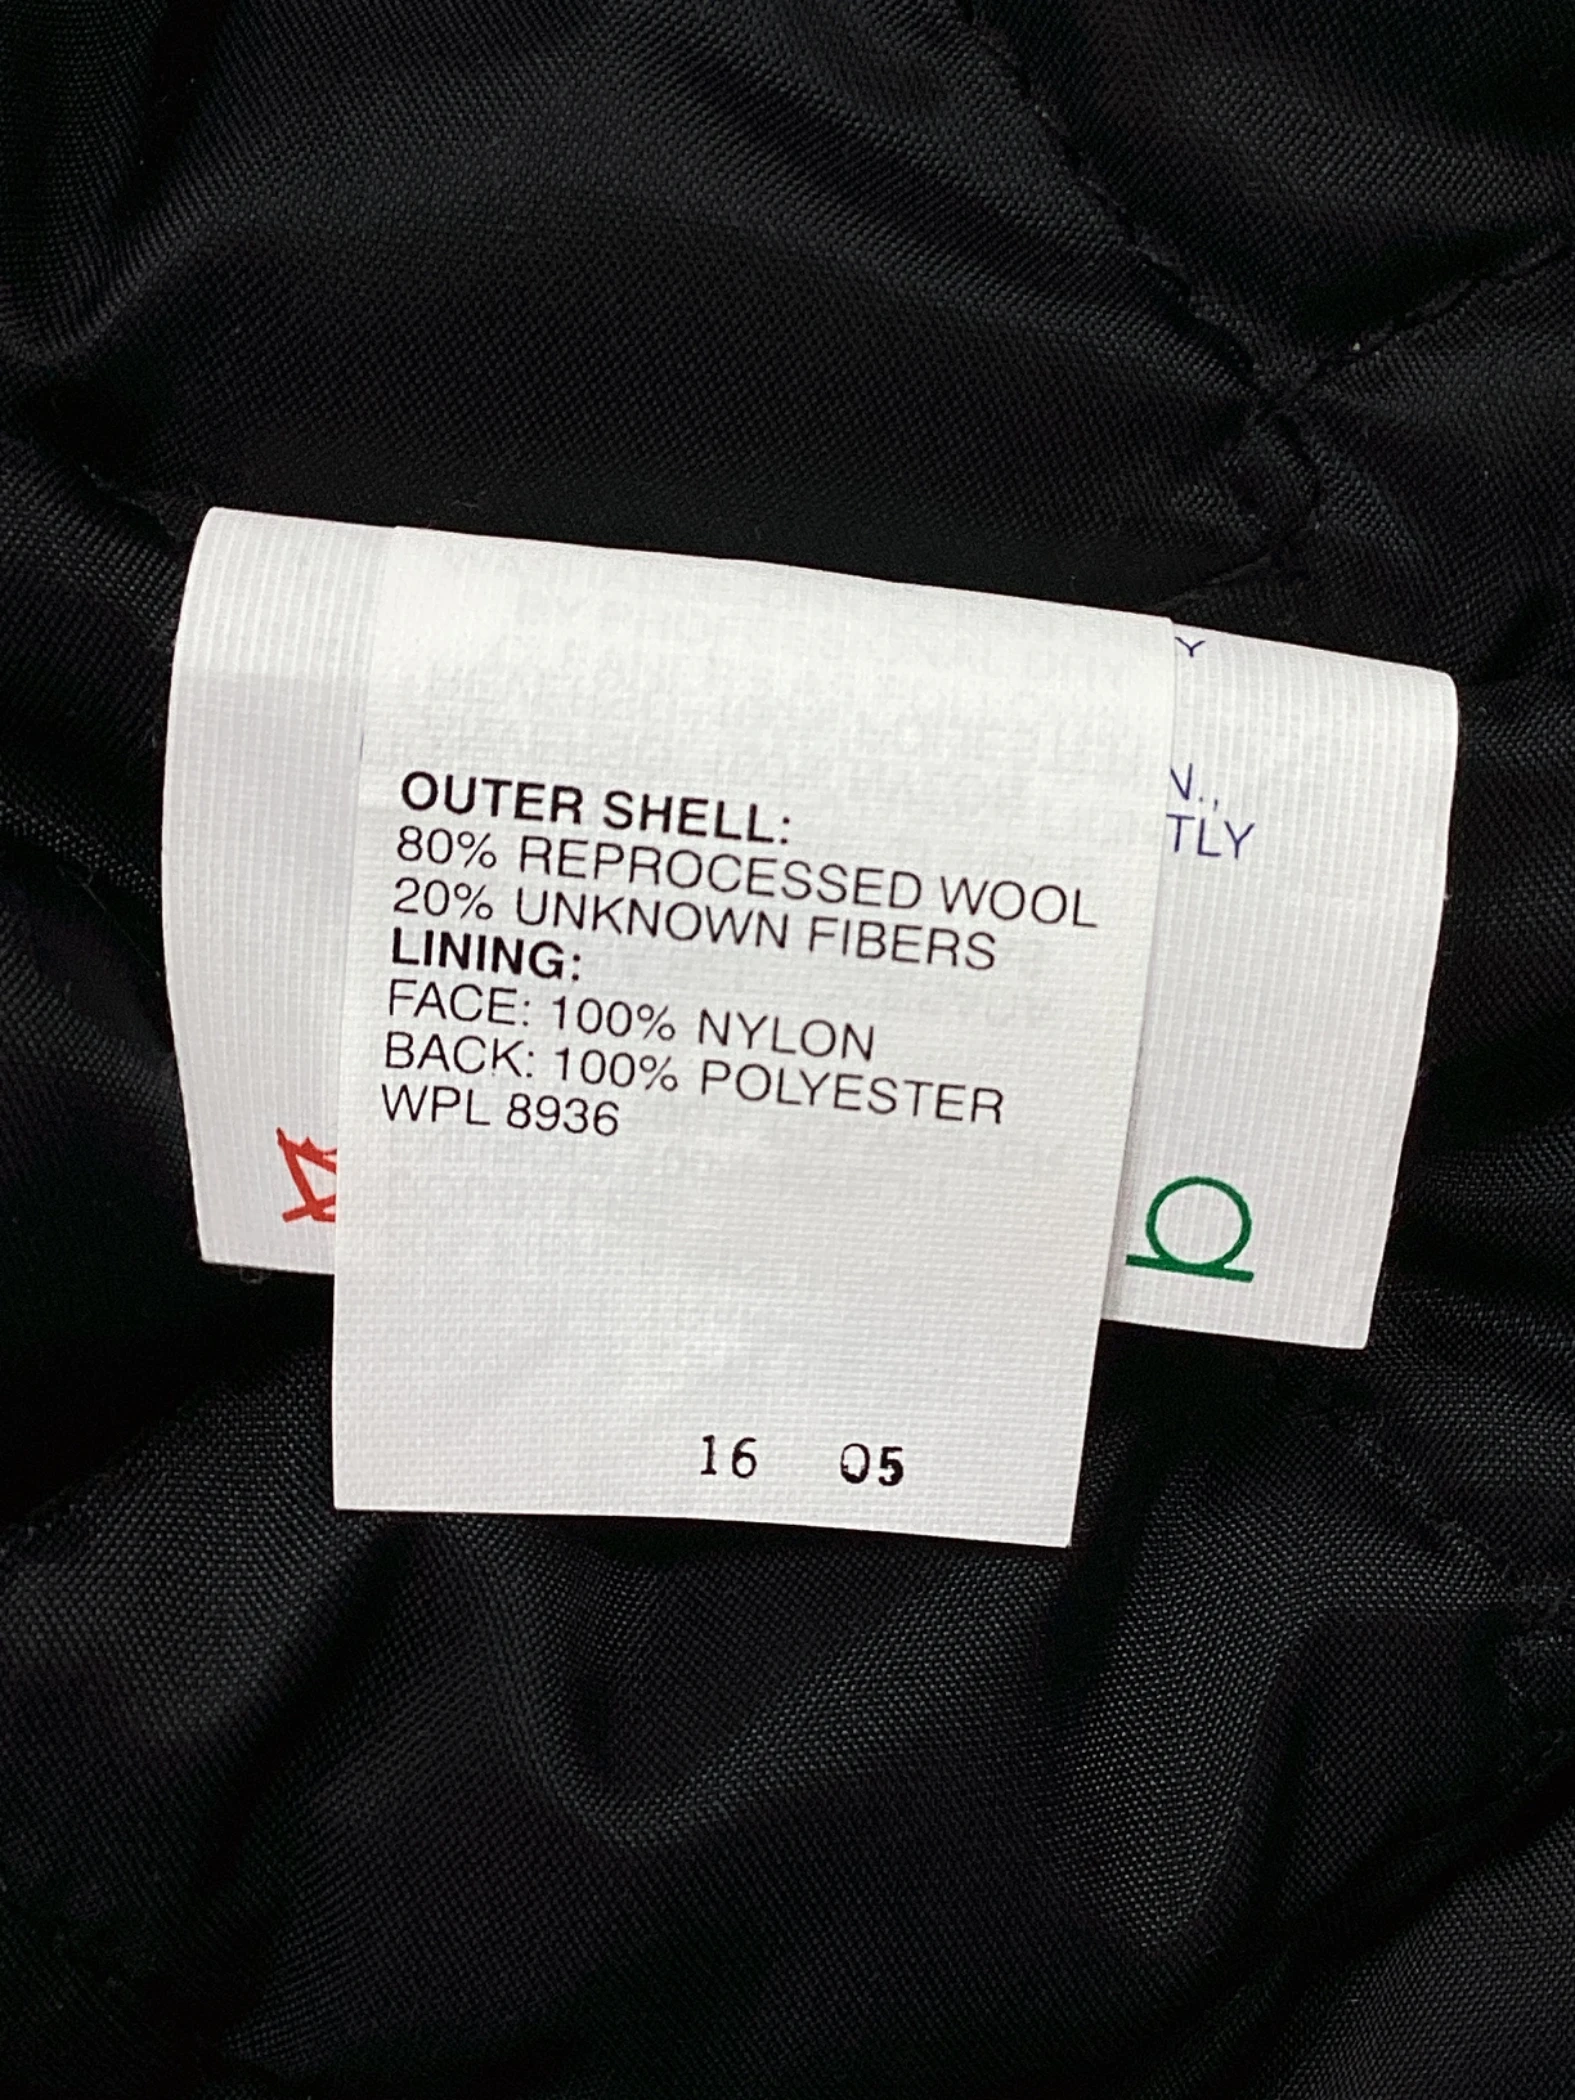 OUTER SHELL:
80% REPROCESSED WOOL
20% UNKNOWN FIBERS
LINING:
FACE: 100% NYLON
BACK: 100% POLYESTER
WPL 8936
16 05
Y
N.,
TLY